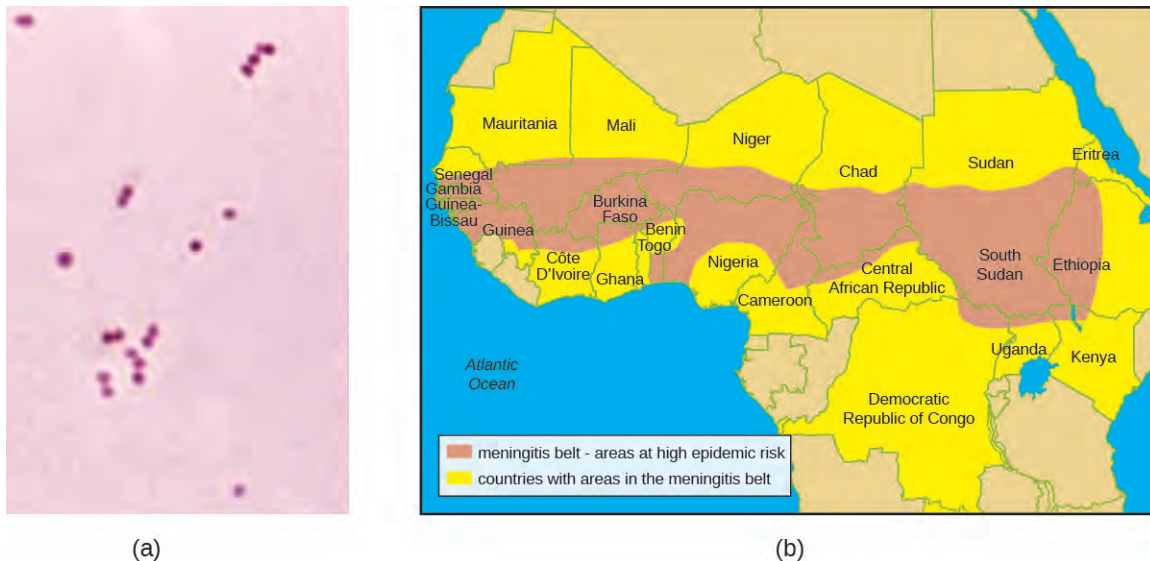 Mauritania
Mali
Niger
Chad
Sudan
Eritrea
Senegal
Gambia
Guinea-
Bissau
Guinea
Burkina
Faso
Benin
Togo
Côte
D'Ivoire
Ghana
Nigeria
Cameroon
Central
African Republic
South
Sudan
Ethiopia
Uganda
Kenya
Democratic
Republic of Congo
Atlantic
Ocean
meningitis belt - areas at high epidemic risk
countries with areas in the meningitis belt
(a)
(b)